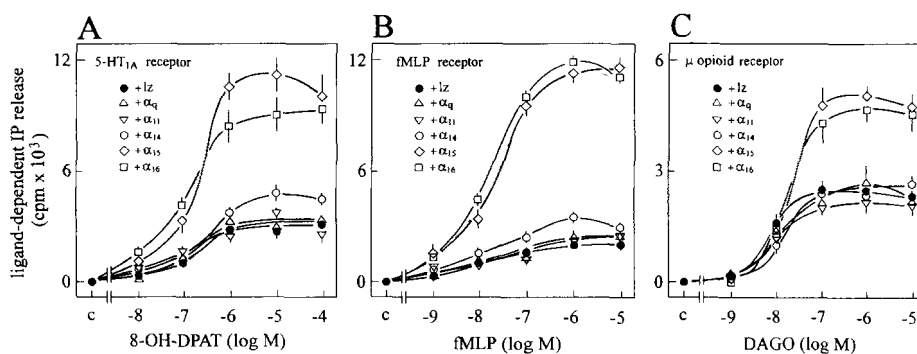 A
B
C
ligand-dependent IP release
(cpm x 10³)
12
6
0
5-HT1A receptor
+lz
+αq
+α11
+α14
+α15
+α16
c
-8
-7
-6
-5
-4
8-OH-DPAT (log M)
12
6
0
fMLP receptor
+lz
+αq
+α11
+α14
+α15
+α16
c
-9
-8
-7
-6
-5
fMLP (log M)
6
3
0
μ opioid receptor
+lz
+αq
+α11
+α14
+α15
+α16
c
-9
-8
-7
-6
-5
DAGO (log M)